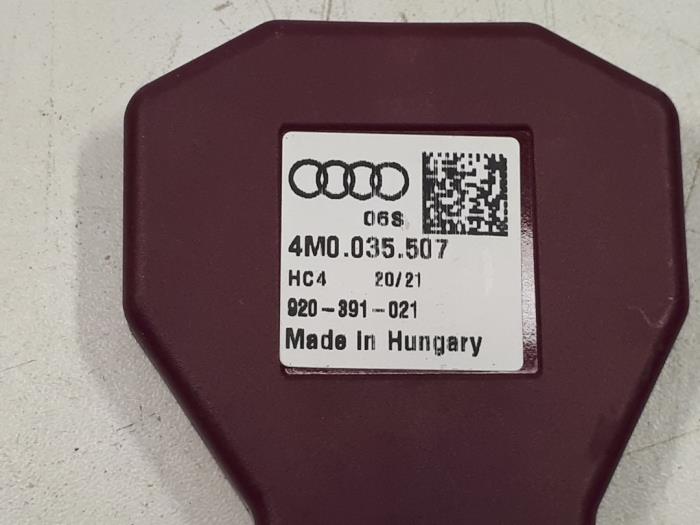 06S
4M0.035.507
HC4 20/21
920-391-021
Made In Hungary